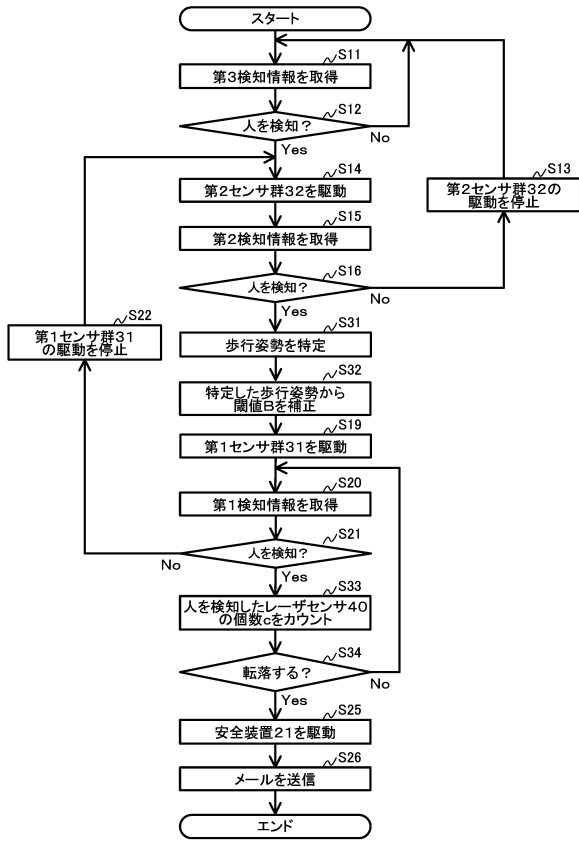 スタート
S11
第3検知情報を取得
S12
人を検知？
No
Yes
S13
第2センサ群32の
駆動を停止
S14
第2センサ群32を駆動
S15
第2検知情報を取得
S16
人を検知？
No
Yes
S22
第1センサ群31
の駆動を停止
S31
歩行姿勢を特定
S32
特定した歩行姿勢から
閾値Bを補正
S19
第1センサ群31を駆動
S20
第1検知情報を取得
S21
人を検知？
No
Yes
S33
人を検知したレーザセンサ40
の個数cをカウント
S34
転落する？
No
Yes
S25
安全装置21を駆動
S26
メールを送信
エンド